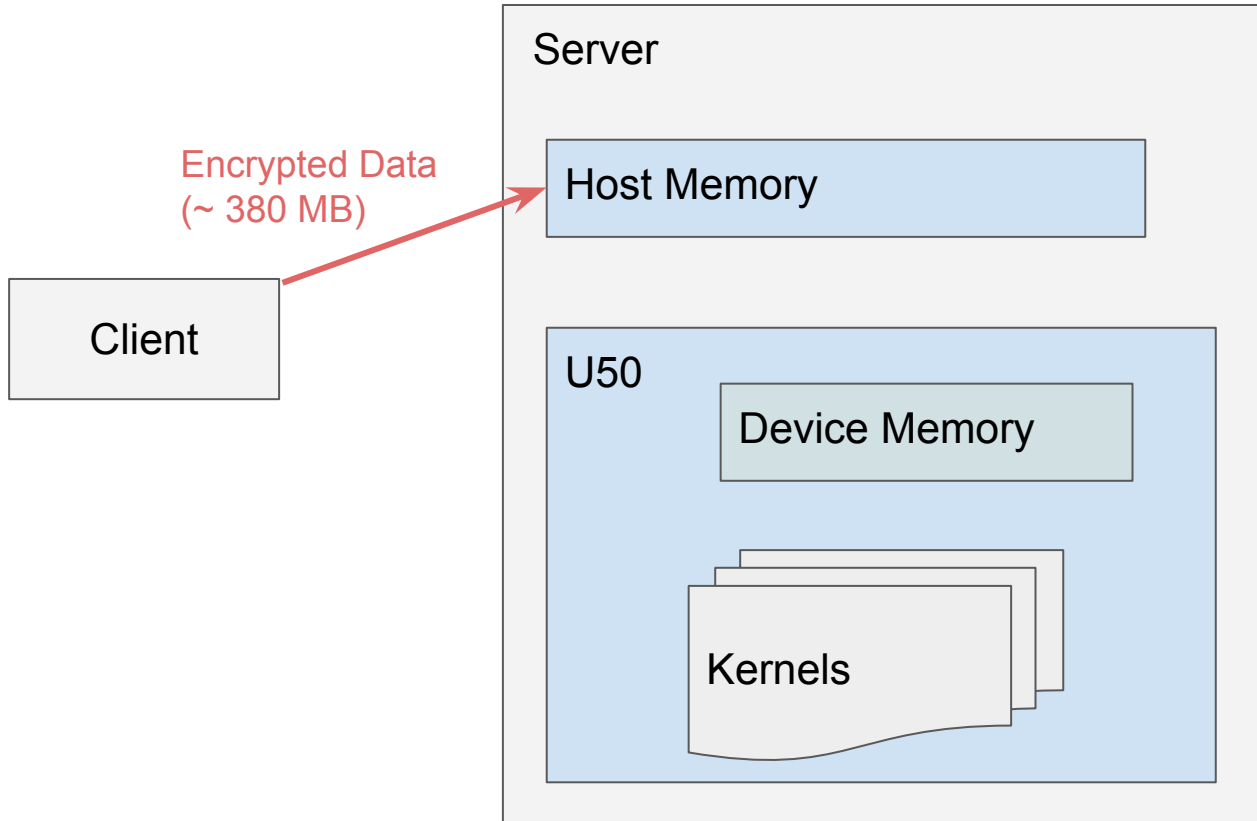 Server
Encrypted Data
(~ 380 MB)
Host Memory
Client
U50
Device Memory
Kernels